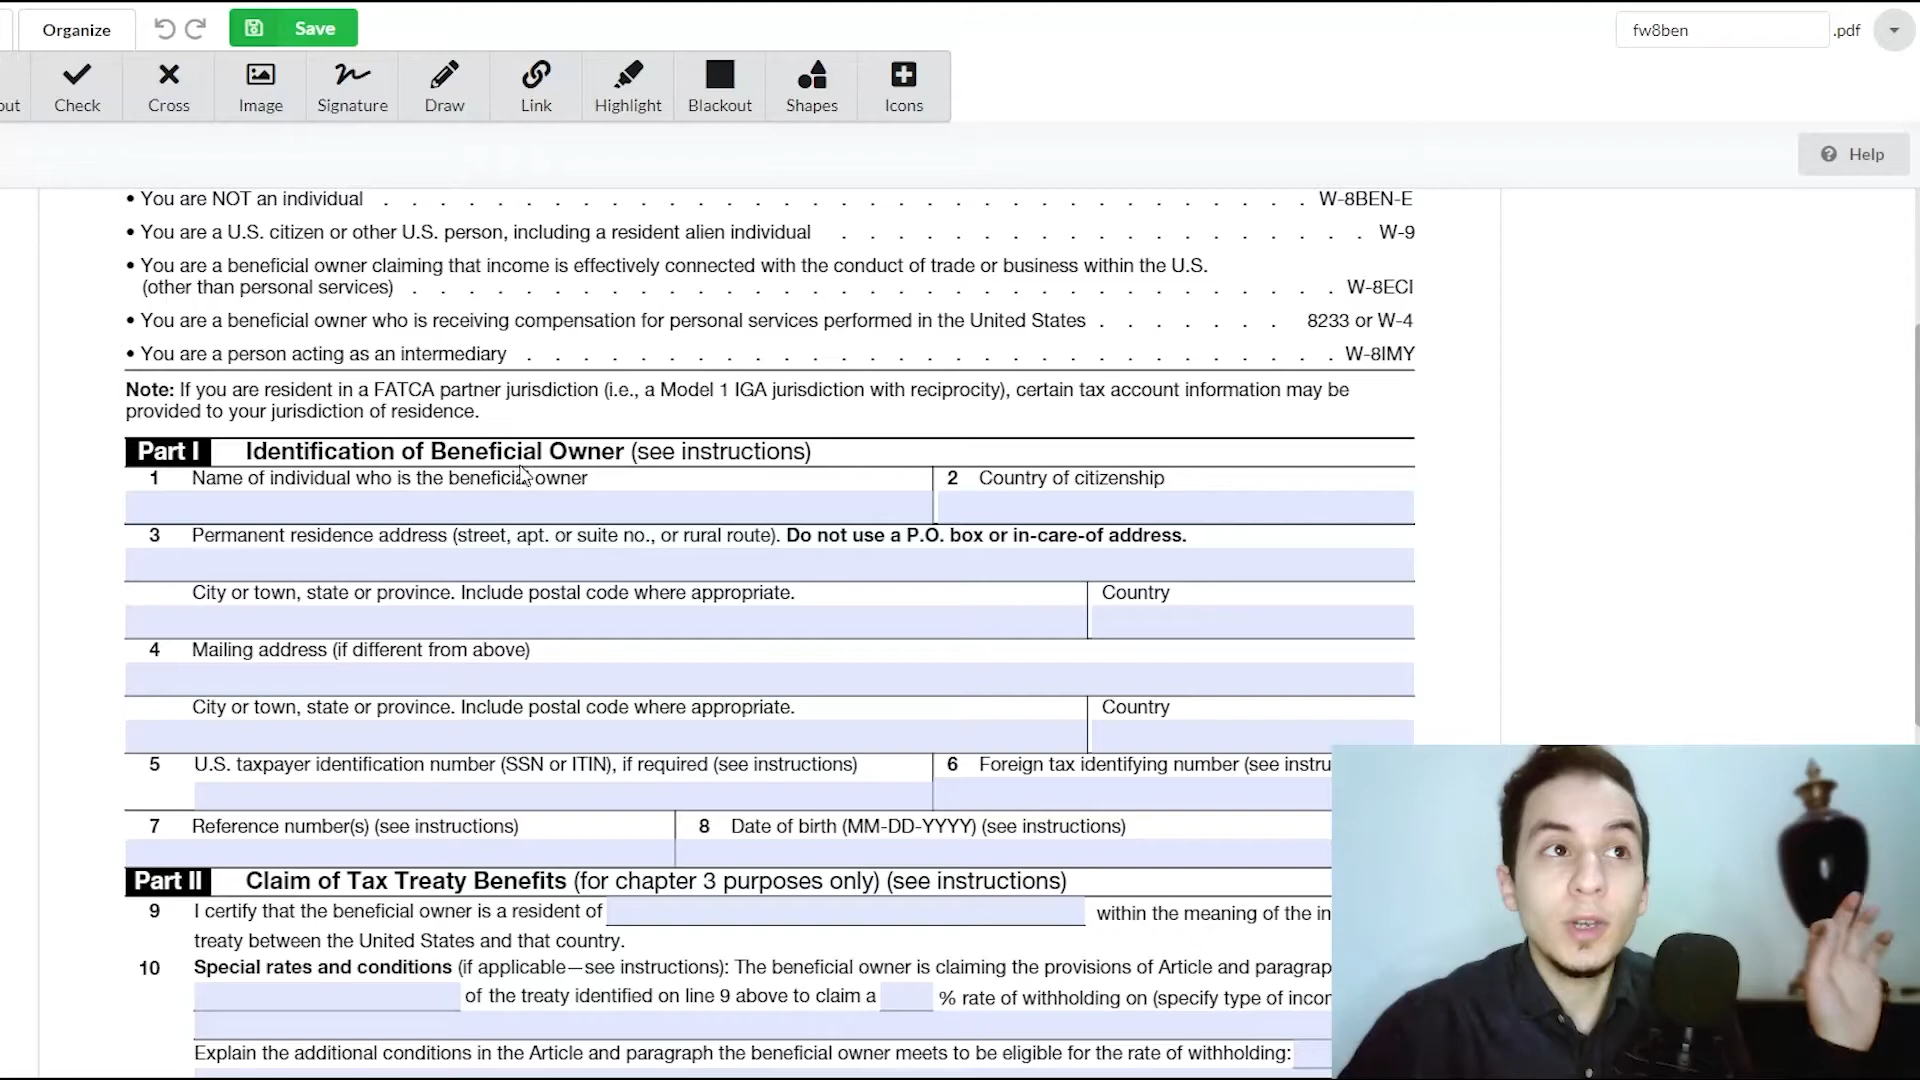 Organize
Save
fw8ben
.pdf
out
Check
Cross
Image
Signature
Draw
Link
Highlight
Blackout
Shapes
Icons
Help
• You are NOT an individual . . . . . . . . . . . . . . . . . . . . . . . . . . . . . . . . . W-8BEN-E
• You are a U.S. citizen or other U.S. person, including a resident alien individual . . . . . . . . . . . . . . . . . . . W-9
• You are a beneficial owner claiming that income is effectively connected with the conduct of trade or business within the U.S.
(other than personal services) . . . . . . . . . . . . . . . . . . . . . . . . . . . . . . . . . W-8ECI
• You are a beneficial owner who is receiving compensation for personal services performed in the United States . . . . . . . 8233 or W-4
• You are a person acting as an intermediary . . . . . . . . . . . . . . . . . . . . . . . . . . . . . W-8IMY
Note: If you are resident in a FATCA partner jurisdiction (i.e., a Model 1 IGA jurisdiction with reciprocity), certain tax account information may be
provided to your jurisdiction of residence.
Part I Identification of Beneficial Owner (see instructions)
1 Name of individual who is the beneficial owner
2 Country of citizenship
3 Permanent residence address (street, apt. or suite no., or rural route). Do not use a P.O. box or in-care-of address.
City or town, state or province. Include postal code where appropriate.
Country
4 Mailing address (if different from above)
City or town, state or province. Include postal code where appropriate.
Country
5 U.S. taxpayer identification number (SSN or ITIN), if required (see instructions)
6 Foreign tax identifying number (see instru
7 Reference number(s) (see instructions)
8 Date of birth (MM-DD-YYYY) (see instructions)
Part II Claim of Tax Treaty Benefits (for chapter 3 purposes only) (see instructions)
9 I certify that the beneficial owner is a resident of within the meaning of the in
treaty between the United States and that country.
10 Special rates and conditions (if applicable—see instructions): The beneficial owner is claiming the provisions of Article and paragrap
of the treaty identified on line 9 above to claim a % rate of withholding on (specify type of incor
Explain the additional conditions in the Article and paragraph the beneficial owner meets to be eligible for the rate of withholding: